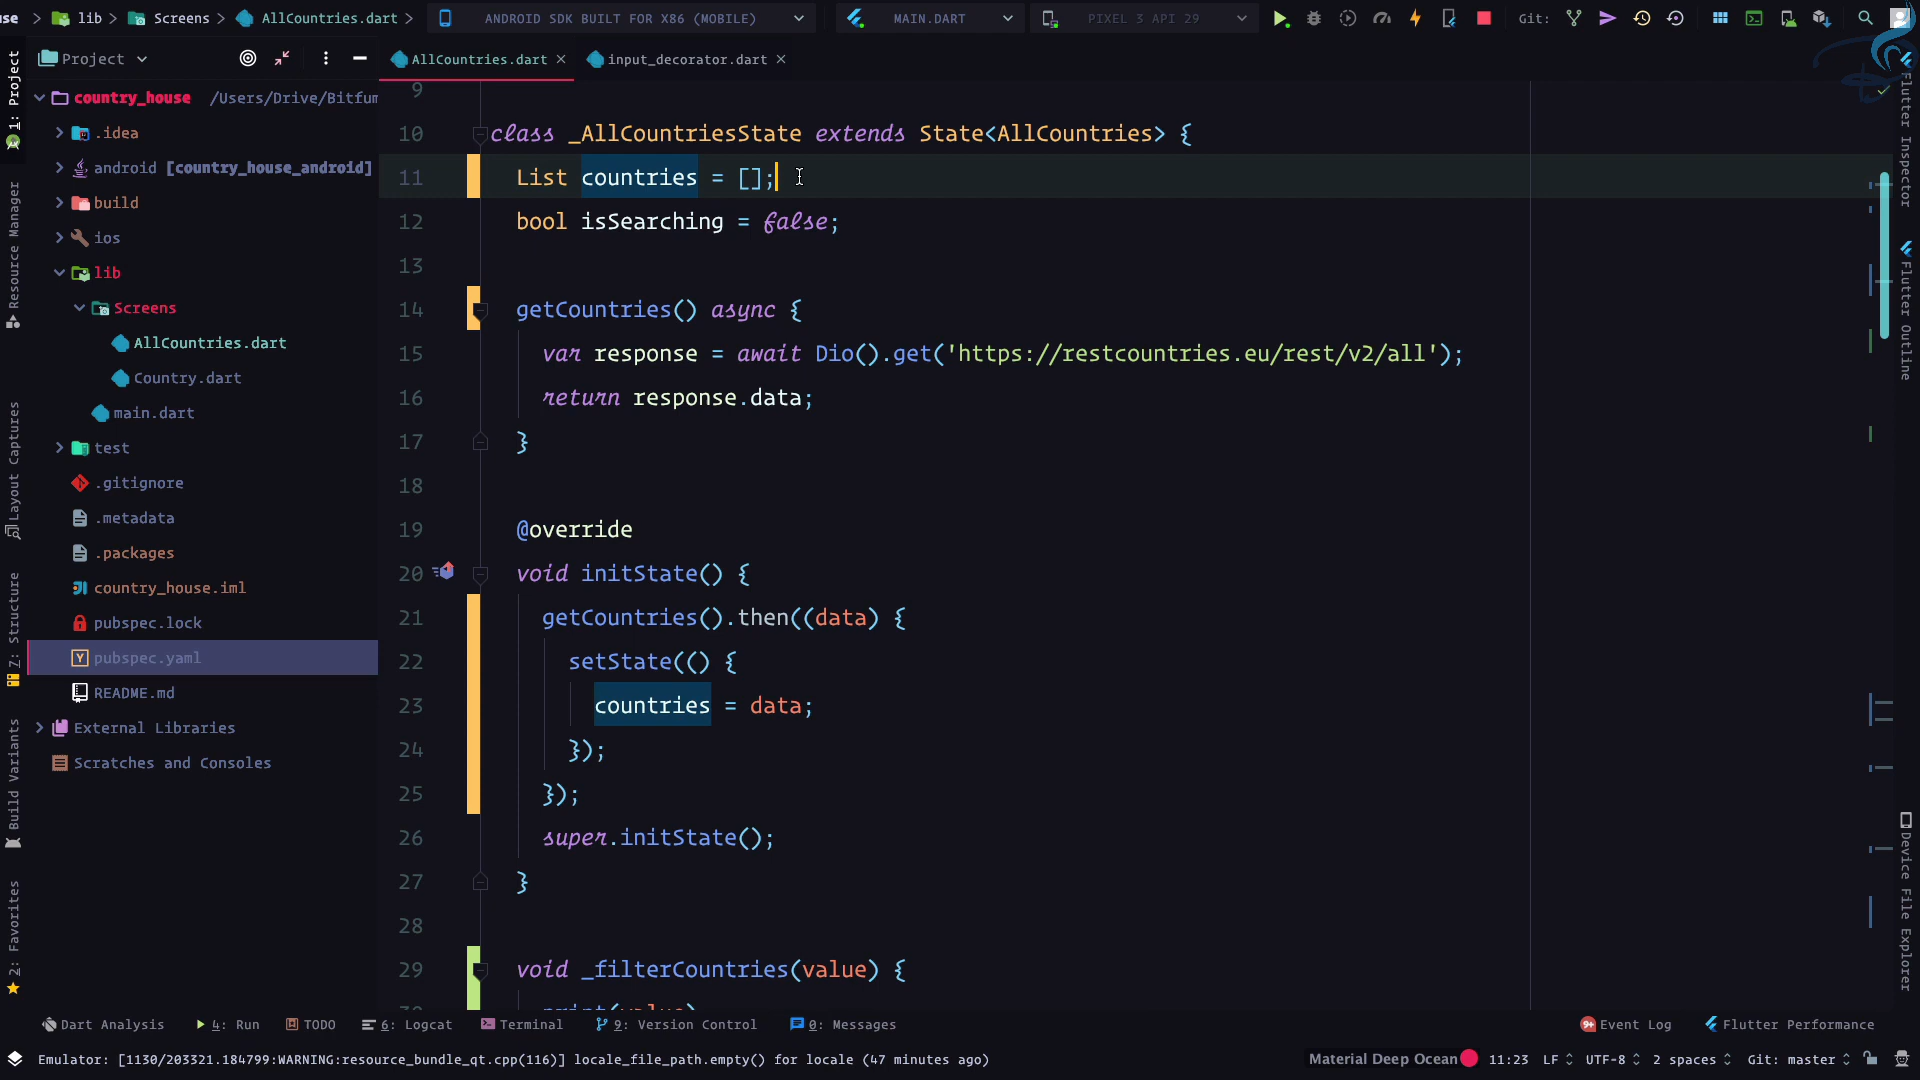 se
lib
Screens
AllCountries.dart
ANDROID SDK BUILT FOR X86 (MOBILE)
MAIN.DART
PIXEL 3 API 29
Git:
Project
AllCountries.dart
input_decorator.dart
country_house /Users/Drive/Bitfum
.idea
android [country_house_android]
build
ios
lib
Screens
AllCountries.dart
Country.dart
main.dart
test
.gitignore
.metadata
.packages
country_house.iml
pubspec.lock
pubspec.yaml
README.md
External Libraries
Scratches and Consoles
1: Project
Resource Manager
Layout Captures
7: Structure
Build Variants
2: Favorites
9
10 class _AllCountriesState extends State<AllCountries> {
11 List countries = [];
12 bool isSearching = false;
13
14 getCountries() async {
15 var response = await Dio().get('https://restcountries.eu/rest/v2/all');
16 return response.data;
17 }
18
19 @override
20 void initState() {
21 getCountries().then((data) {
22 setState(() {
23 countries = data;
24 });
25 });
26 super.initState();
27 }
28
29 void _filterCountries(value) {
30 print(value)
Flutter Inspector
Flutter Outline
Device File Explorer
Dart Analysis
4: Run
TODO
6: Logcat
Terminal
9: Version Control
0: Messages
9+ Event Log
Flutter Performance
Emulator: [1130/203321.184799:WARNING:resource_bundle_qt.cpp(116)] locale_file_path.empty() for locale (47 minutes ago)
Material Deep Ocean
11:23
LF
UTF-8
2 spaces
Git: master